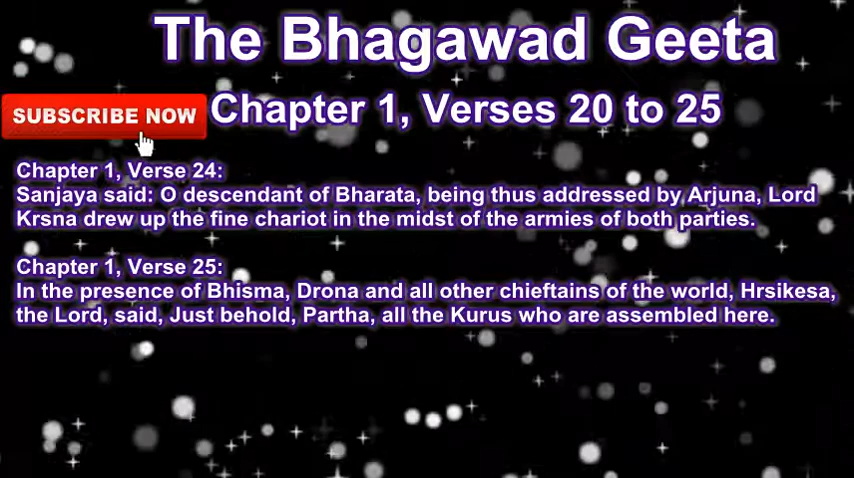 The Bhagawad Geeta
SUBSCRIBE NOW
Chapter 1, Verses 20 to 25
Chapter 1, Verse 24:
Sanjaya said: O descendant of Bharata, being thus addressed by Arjuna, Lord
Krsna drew up the fine chariot in the midst of the armies of both parties.
Chapter 1, Verse 25:
In the presence of Bhisma, Drona and all other chieftains of the world, Hrsikesa,
the Lord, said, Just behold, Partha, all the Kurus who are assembled here.